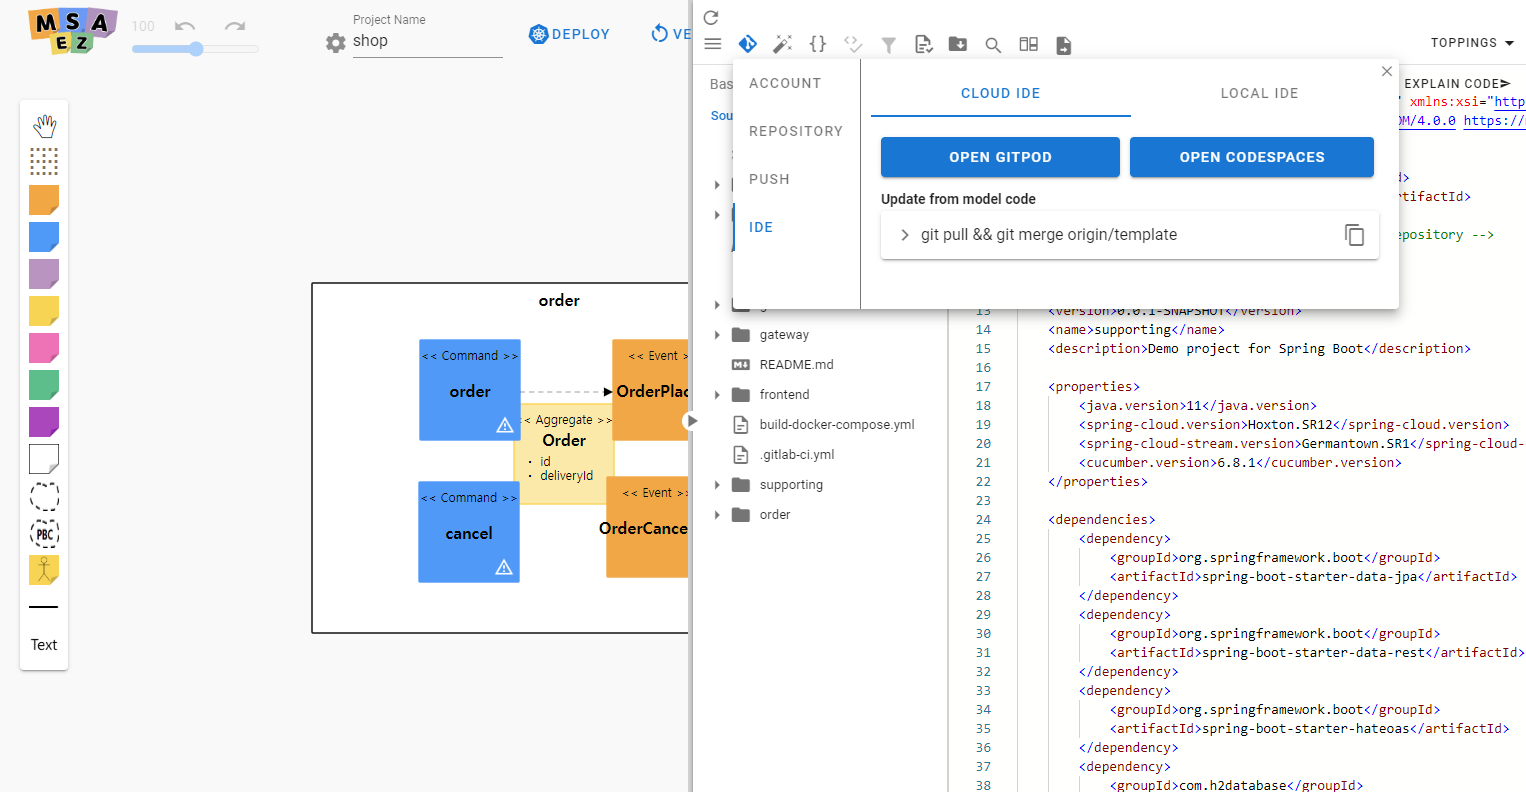 MSA
EZ
100
Project Name
shop
DEPLOY
VE
TOPPINGS
Text
order
<< Command >>
order
<< Event >
OrderPlac
< Aggregate >>
Order
• id
• deliveryId
<< Command >>
cancel
<< Event >>
OrderCance
PBC
Bas
Sou
ACCOUNT
REPOSITORY
PUSH
IDE
CLOUD IDE
LOCAL IDE
OPEN GITPOD
OPEN CODESPACES
Update from model code
git pull && git merge origin/template
gateway
README.md
frontend
build-docker-compose.yml
.gitlab-ci.yml
supporting
order
EXPLAIN CODE
" xmlns:xsi="http
OM/4.0.0 https://
>
rtifactId>
epository -->
13 <version>0.0.1-SNAPSHOT</version>
14 <name>supporting</name>
15 <description>Demo project for Spring Boot</description>
16
17 <properties>
18 <java.version>11</java.version>
19 <spring-cloud.version>Hoxton.SR12</spring-cloud.version>
20 <spring-cloud-stream.version>Germantown.SR1</spring-cloud-
21 <cucumber.version>6.8.1</cucumber.version>
22 </properties>
23
24 <dependencies>
25 <dependency>
26 <groupId>org.springframework.boot</groupId>
27 <artifactId>spring-boot-starter-data-jpa</artifactId>
28 </dependency>
29 <dependency>
30 <groupId>org.springframework.boot</groupId>
31 <artifactId>spring-boot-starter-data-rest</artifactId>
32 </dependency>
33 <dependency>
34 <groupId>org.springframework.boot</groupId>
35 <artifactId>spring-boot-starter-hateoas</artifactId>
36 </dependency>
37 <dependency>
38 <groupId>com.h2database</groupId>